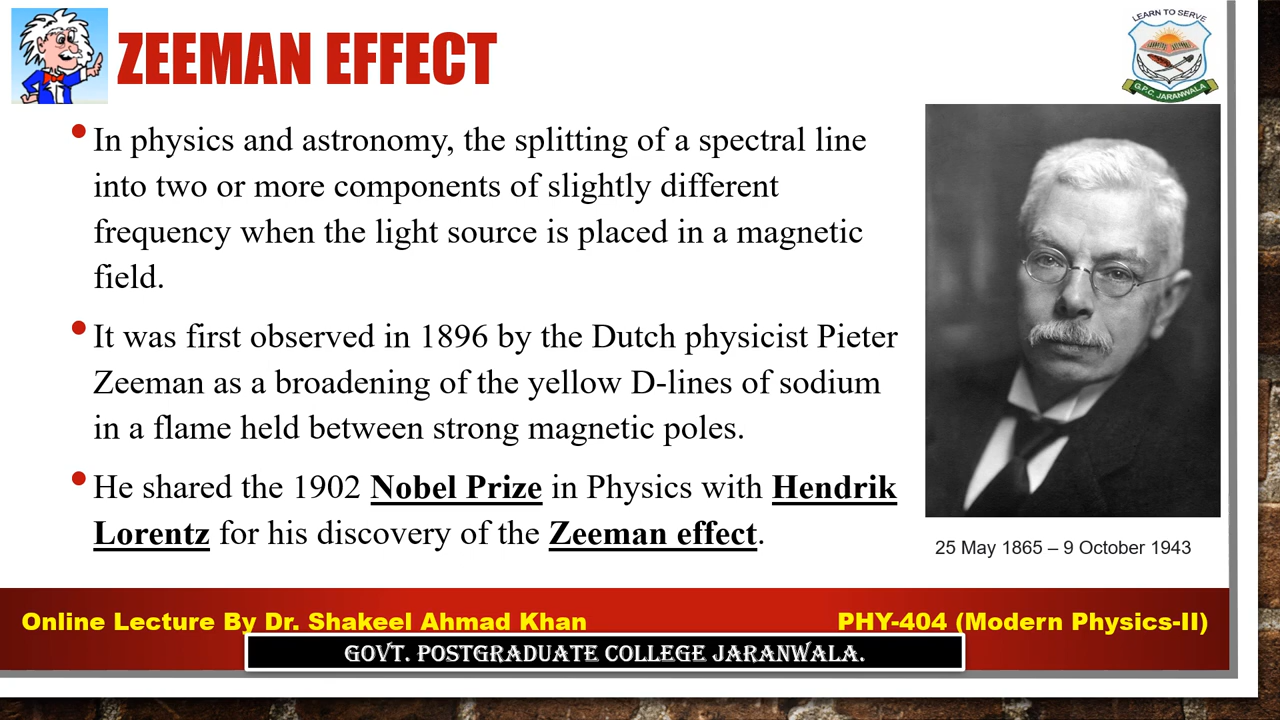 ZEEMAN EFFECT
LEARN TO SERVE
G.P.C. JARANWALA
• In physics and astronomy, the splitting of a spectral line
into two or more components of slightly different
frequency when the light source is placed in a magnetic
field.
• It was first observed in 1896 by the Dutch physicist Pieter
Zeeman as a broadening of the yellow D-lines of sodium
in a flame held between strong magnetic poles.
• He shared the 1902 Nobel Prize in Physics with Hendrik
Lorentz for his discovery of the Zeeman effect.
25 May 1865 – 9 October 1943
Online Lecture By Dr. Shakeel Ahmad Khan
PHY-404 (Modern Physics-II)
GOVT. POSTGRADUATE COLLEGE JARANWALA.